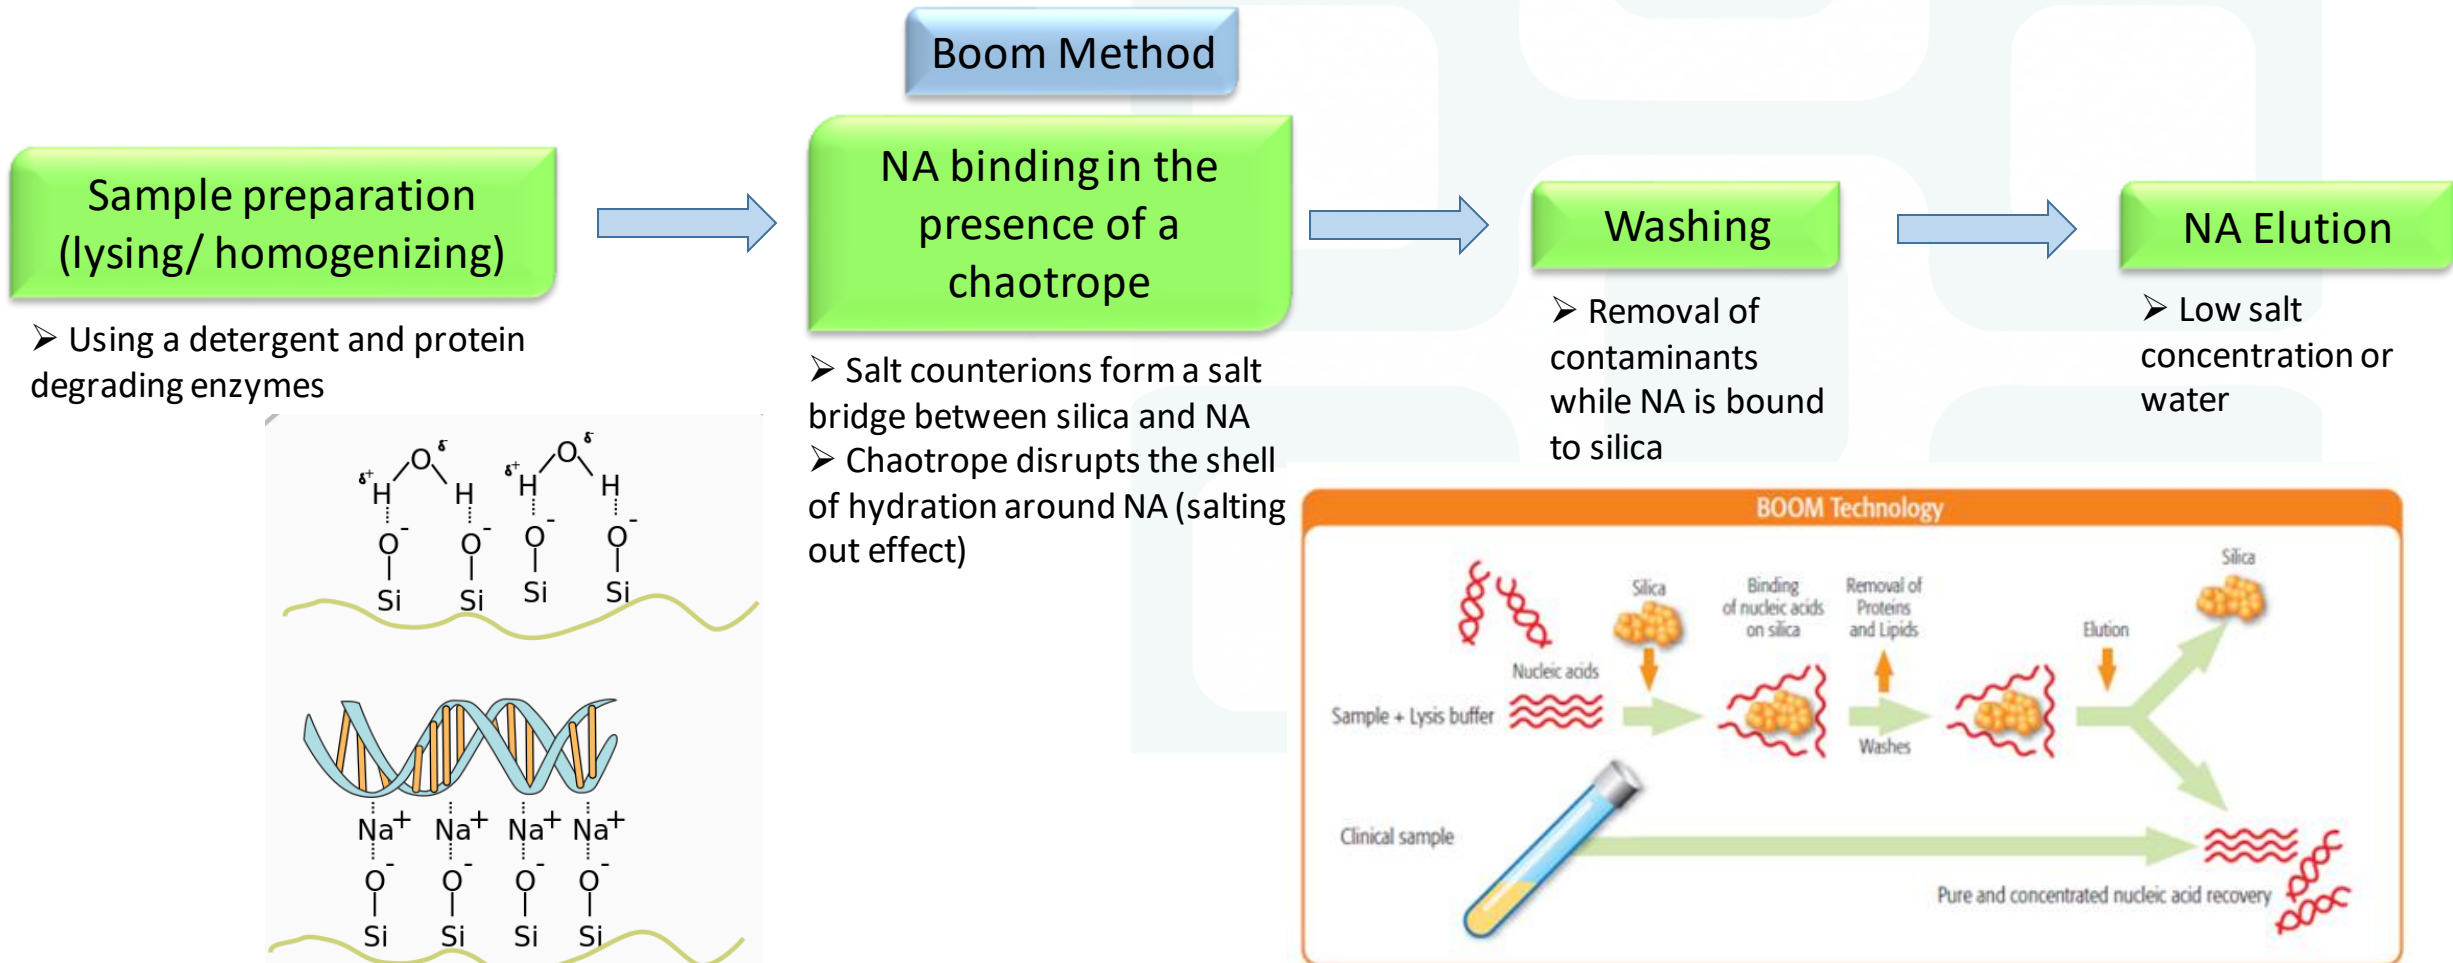 Boom Method
Sample preparation
(lysing/ homogenizing)
➢ Using a detergent and protein
degrading enzymes
NA binding in the
presence of a
chaotrope
➢ Salt counterions form a salt
bridge between silica and NA
➢ Chaotrope disrupts the shell
of hydration around NA (salting
out effect)
Washing
➢ Removal of
contaminants
while NA is bound
to silica
NA Elution
➢ Low salt
concentration or
water
δ- δ-
O O
δ+ δ+
H H H H
O- O- O- O-
Si Si Si Si
Na+ Na+ Na+ Na+
O- O- O- O-
Si Si Si Si
BOOM Technology
Silica
Binding
of nucleic acids
on silica
Removal of
Proteins
and Lipids
Elution
Silica
Nucleic acids
Sample + Lysis buffer
Washes
Clinical sample
Pure and concentrated nucleic acid recovery